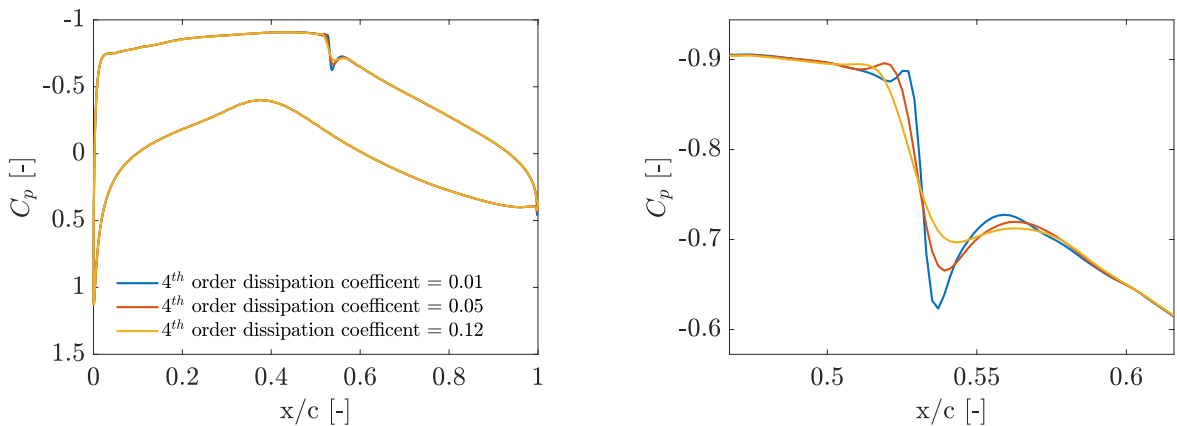 -1
-0.5
0
0.5
1
1.5
C_p [-]
4^th order dissipation coefficent = 0.01
4^th order dissipation coefficent = 0.05
4^th order dissipation coefficent = 0.12
0 0.2 0.4 0.6 0.8 1
x/c [-]
-0.9
-0.8
-0.7
-0.6
C_p [-]
0.5 0.55 0.6
x/c [-]